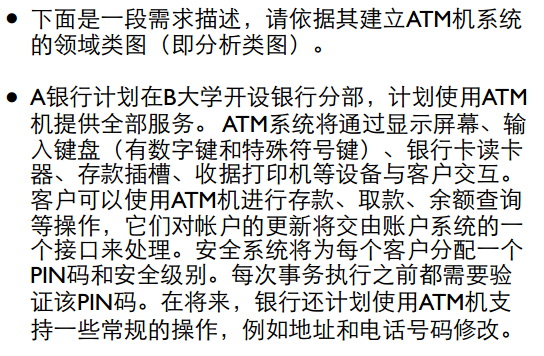 ● 下面是一段需求描述，请依据其建立ATM机系统
的领域类图（即分析类图）。
● A银行计划在B大学开设银行分部，计划使用ATM
机提供全部服务。ATM系统将通过显示屏幕、输
入键盘（有数字键和特殊符号键）、银行卡读卡
器、存款插槽、收据打印机等设备与客户交互。
客户可以使用ATM机进行存款、取款、余额查询
等操作，它们对帐户的更新将交由账户系统的一
个接口来处理。安全系统将为每个客户分配一个
PIN码和安全级别。每次事务执行之前都需要验
证该PIN码。在将来，银行还计划使用ATM机支
持一些常规的操作，例如地址和电话号码修改。